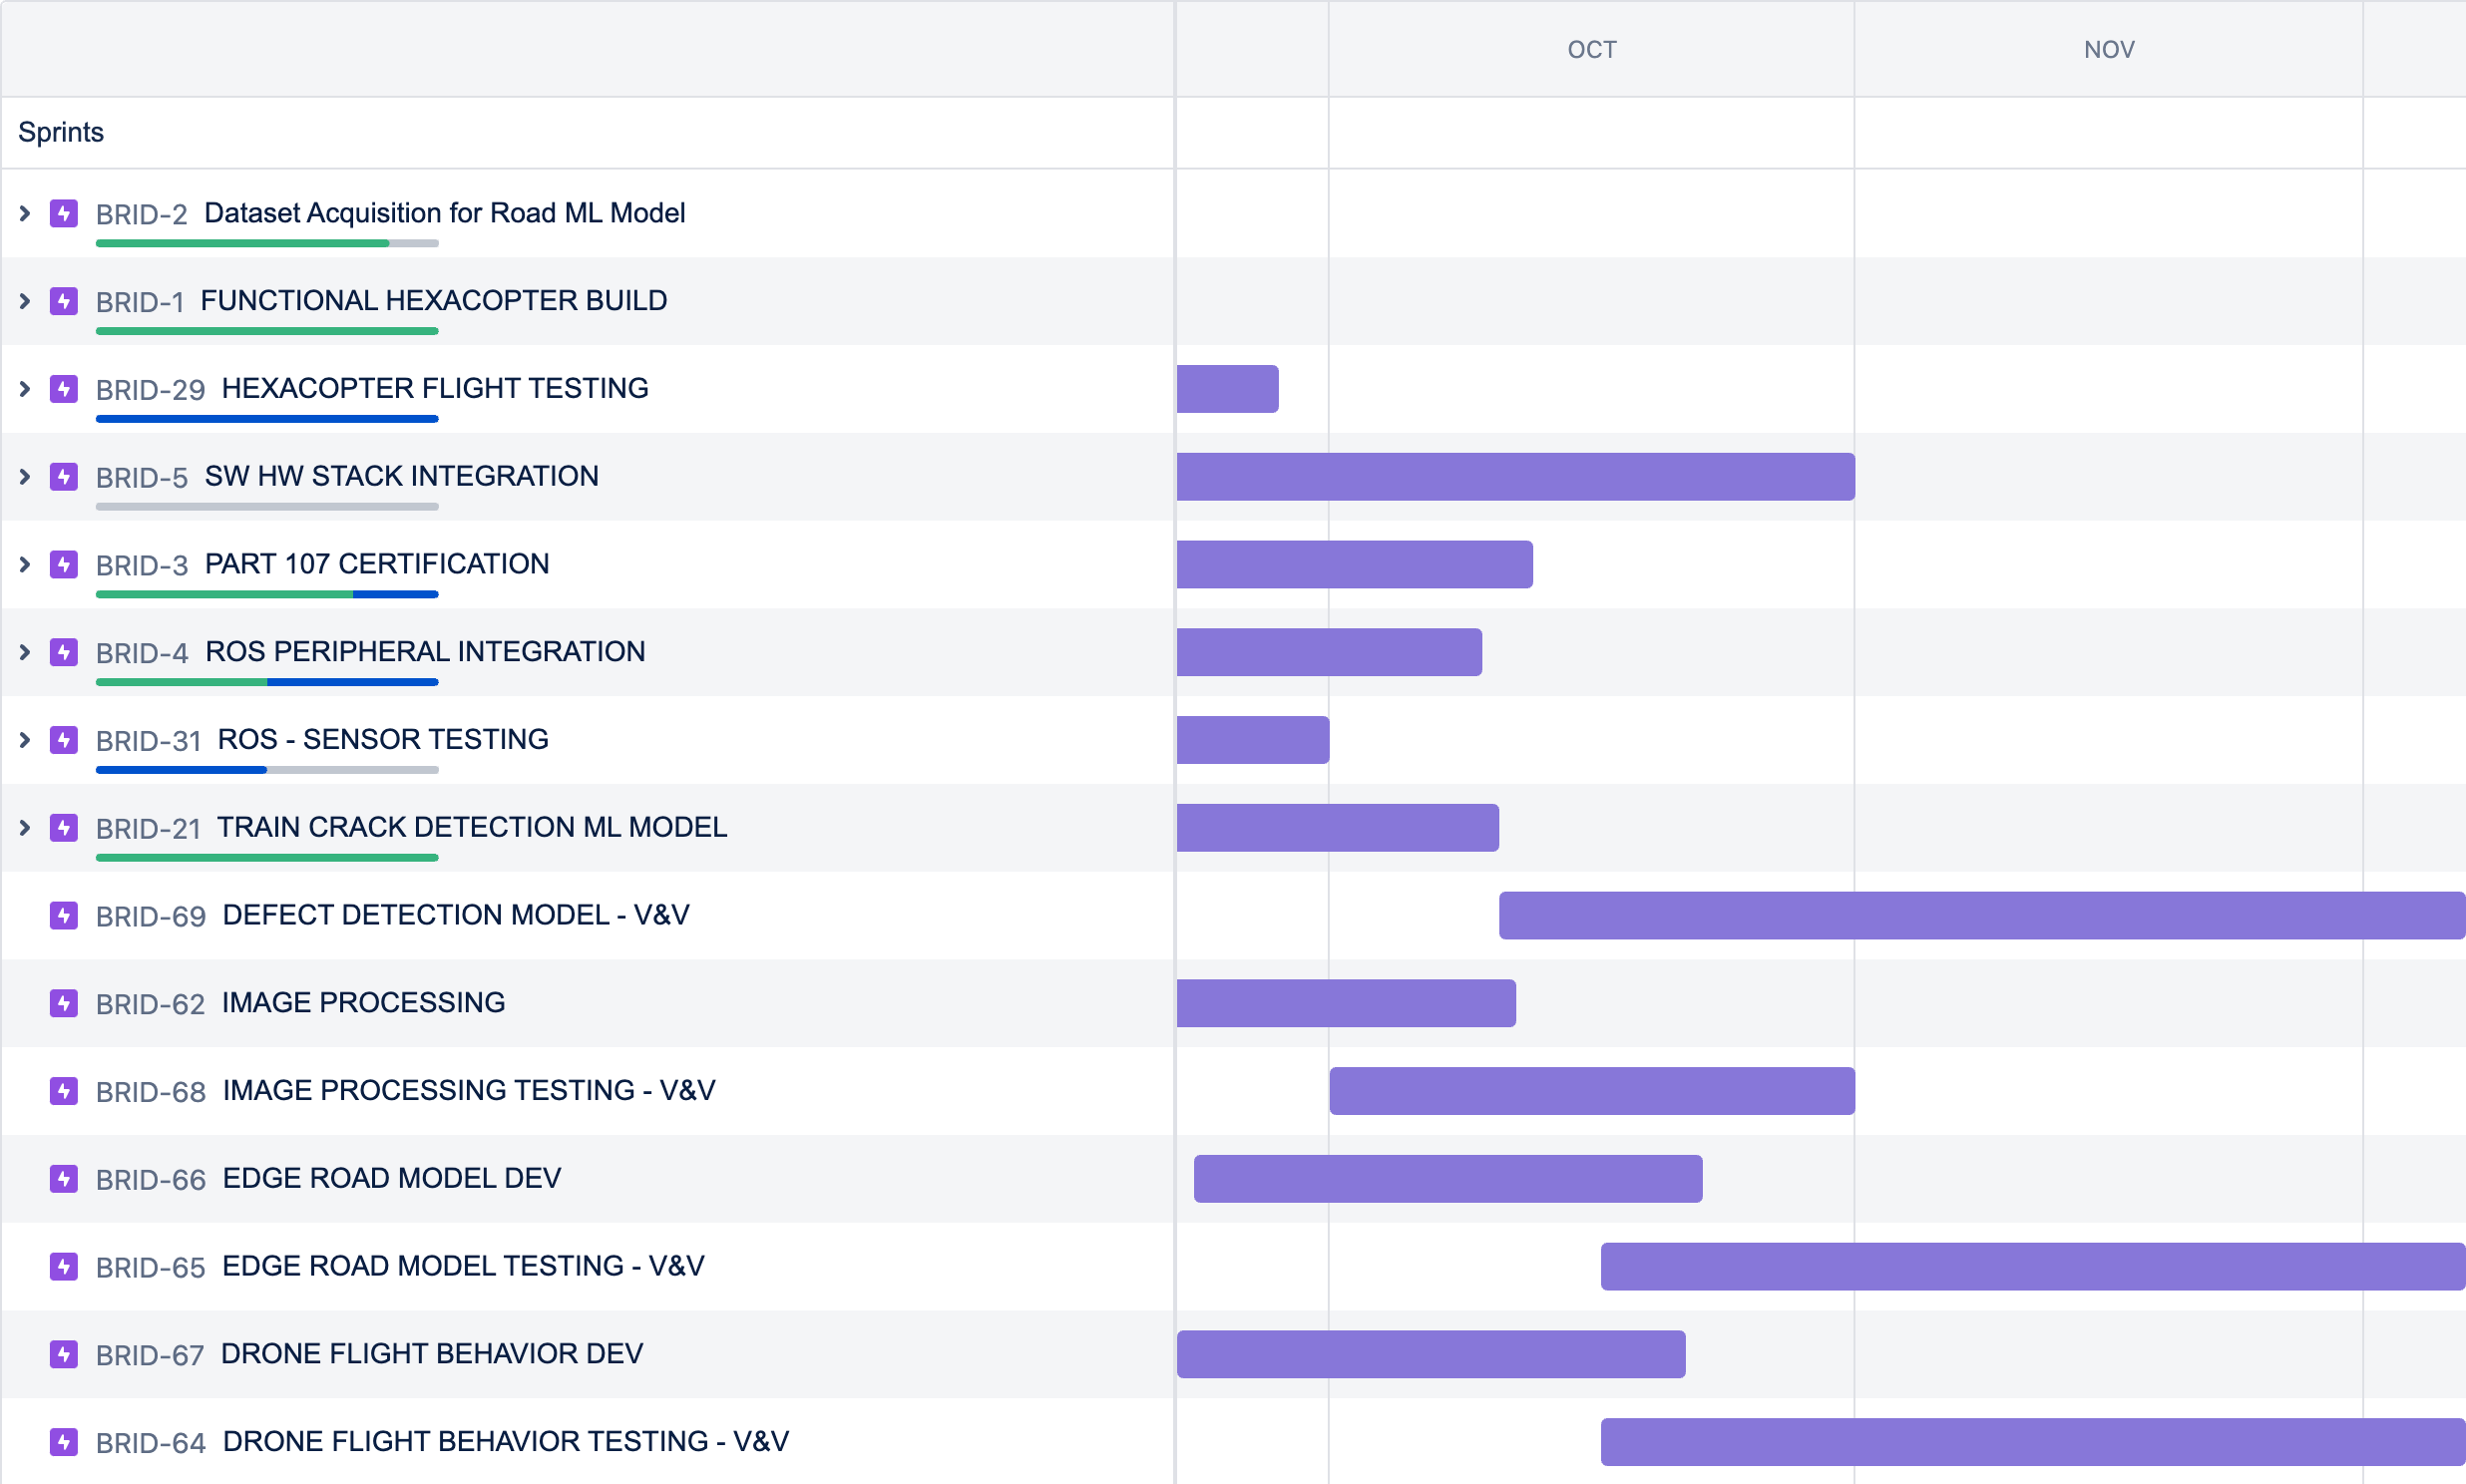 OCT NOV
Sprints
BRID-2 Dataset Acquisition for Road ML Model
BRID-1 FUNCTIONAL HEXACOPTER BUILD
BRID-29 HEXACOPTER FLIGHT TESTING
BRID-5 SW HW STACK INTEGRATION
BRID-3 PART 107 CERTIFICATION
BRID-4 ROS PERIPHERAL INTEGRATION
BRID-31 ROS - SENSOR TESTING
BRID-21 TRAIN CRACK DETECTION ML MODEL
BRID-69 DEFECT DETECTION MODEL - V&V
BRID-62 IMAGE PROCESSING
BRID-68 IMAGE PROCESSING TESTING - V&V
BRID-66 EDGE ROAD MODEL DEV
BRID-65 EDGE ROAD MODEL TESTING - V&V
BRID-67 DRONE FLIGHT BEHAVIOR DEV
BRID-64 DRONE FLIGHT BEHAVIOR TESTING - V&V